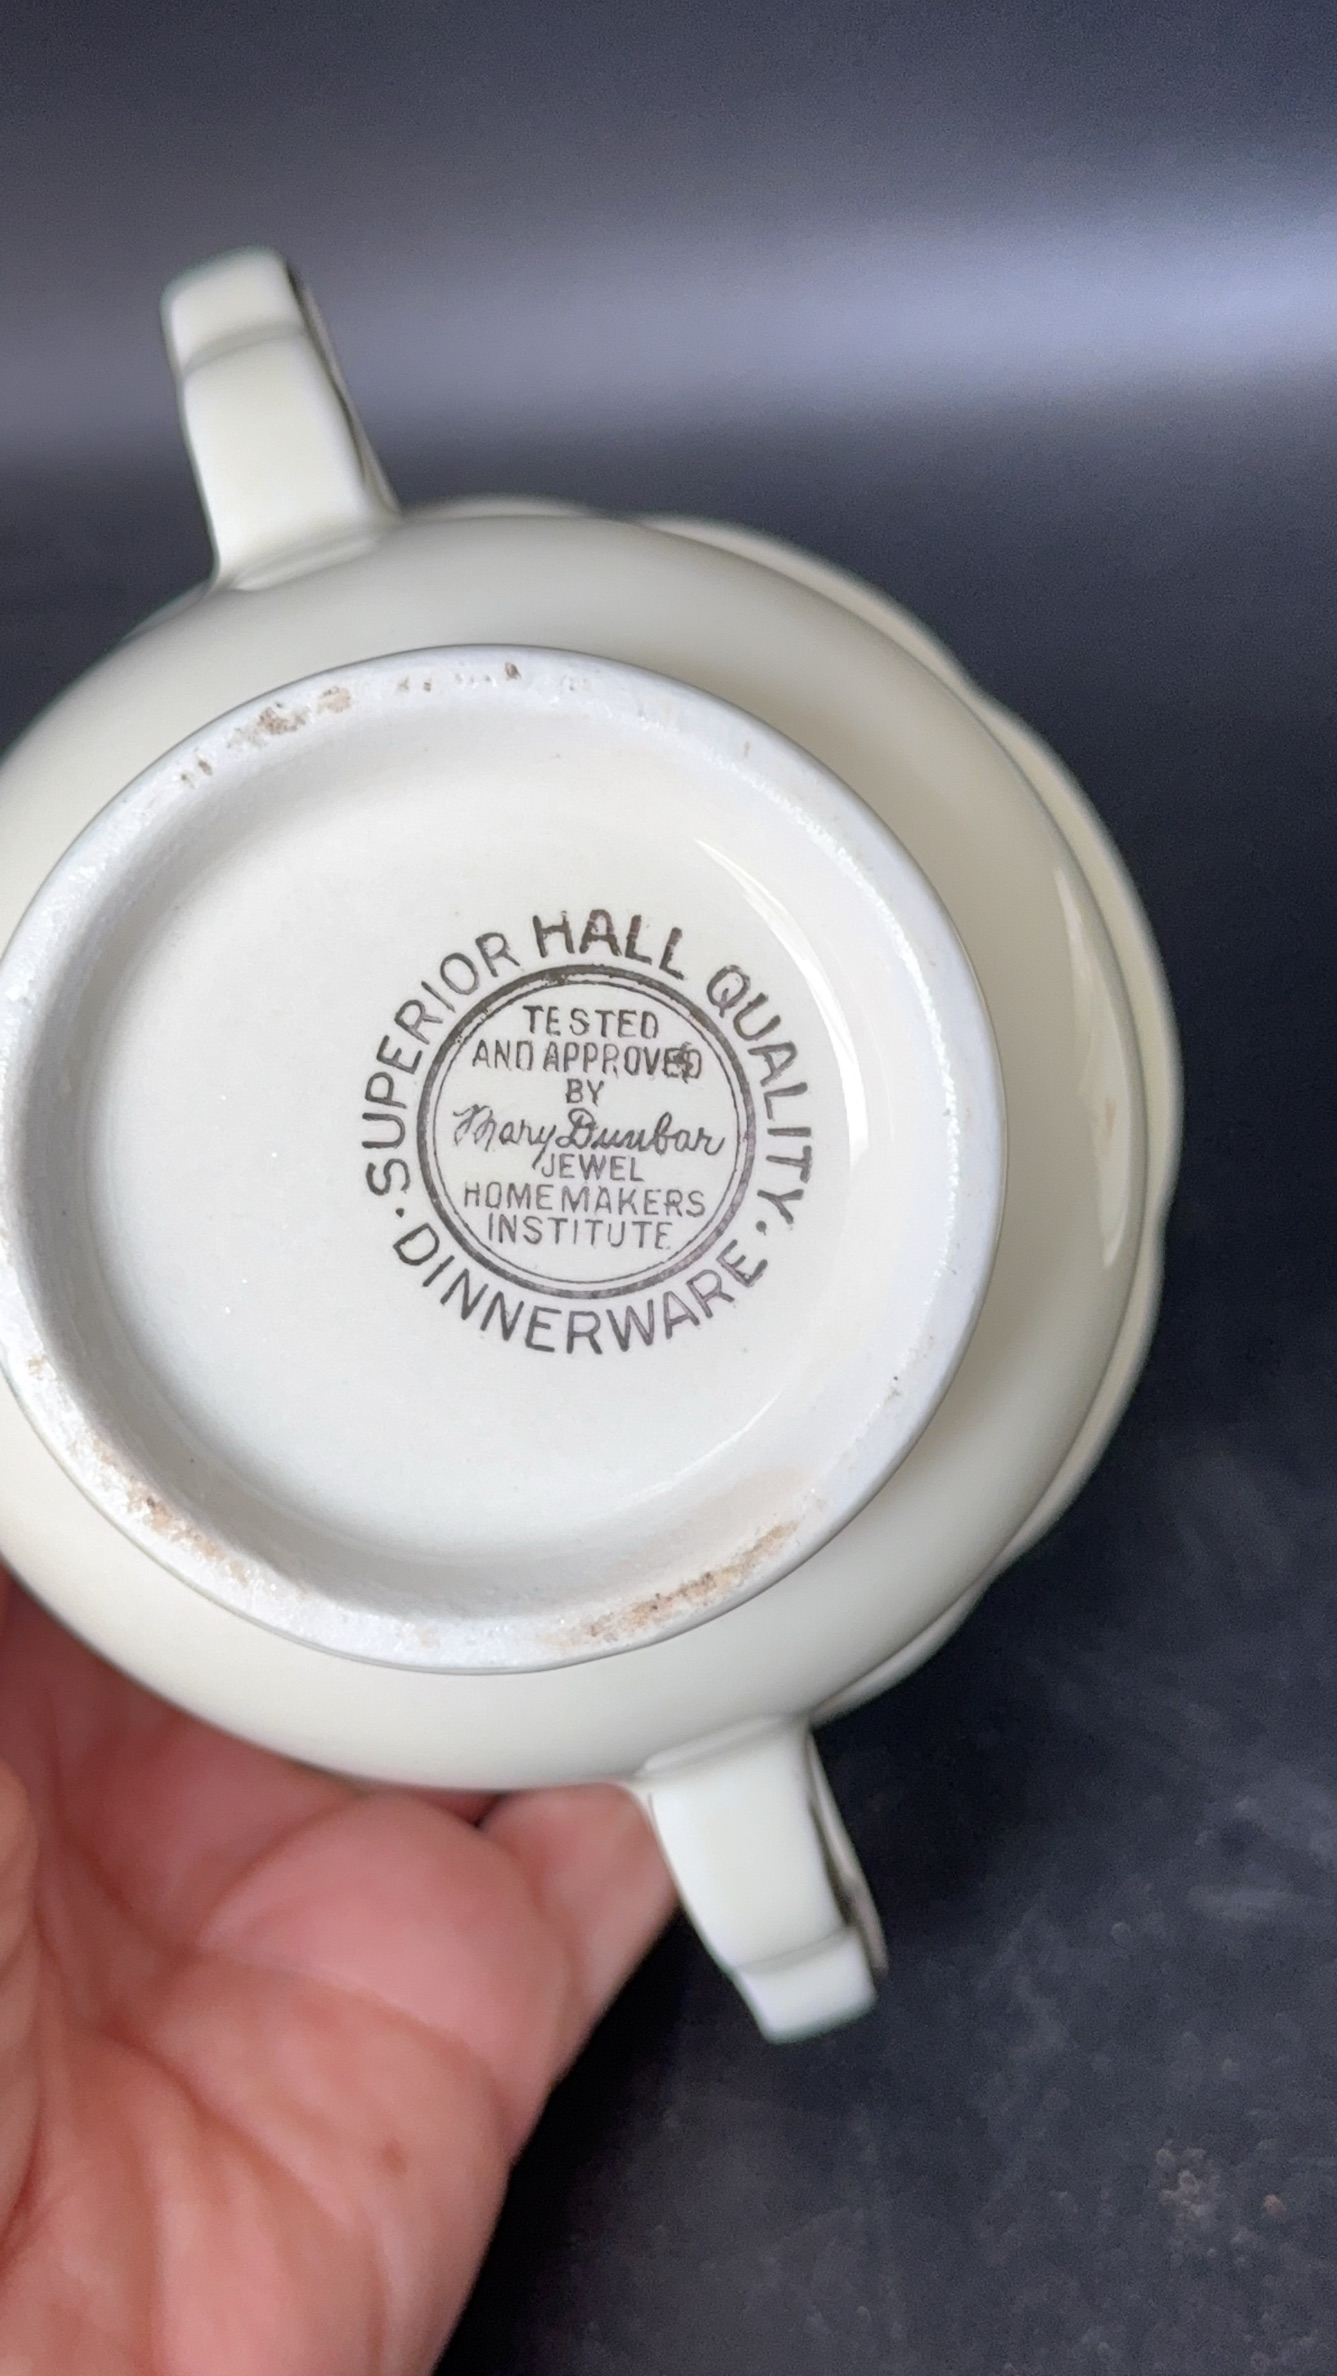 SUPERIOR HALL QUALITY
· DINNERWARE ·
TESTED
AND APPROVED
BY
Mary Dunbar
JEWEL
HOMEMAKERS
INSTITUTE